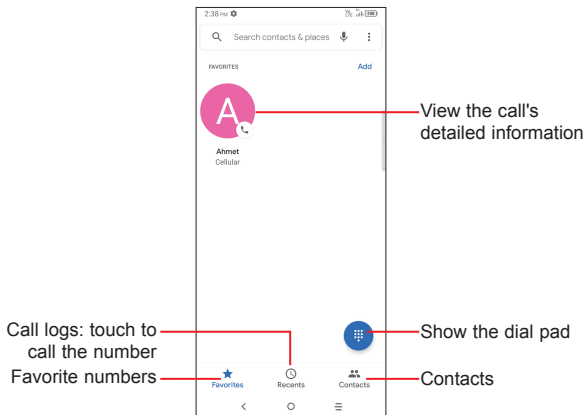 2:38 PM
100
Search contacts & places
FAVORITES
Add
A
View the call's
detailed information
Ahmet
Cellular
Call logs: touch to
call the number
Show the dial pad
Favorite numbers
Contacts
Favorites
Recents
Contacts